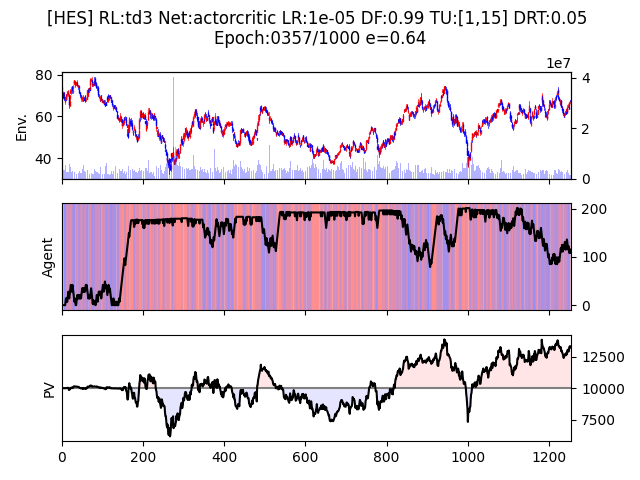 [HES] RL:td3 Net:actorcritic LR:1e-05 DF:0.99 TU:[1,15] DRT:0.05
Epoch:0357/1000 e=0.64
1e7
80
60
40
Env.
4
2
0
Agent
200
100
0
PV
12500
10000
7500
0 200 400 600 800 1000 1200